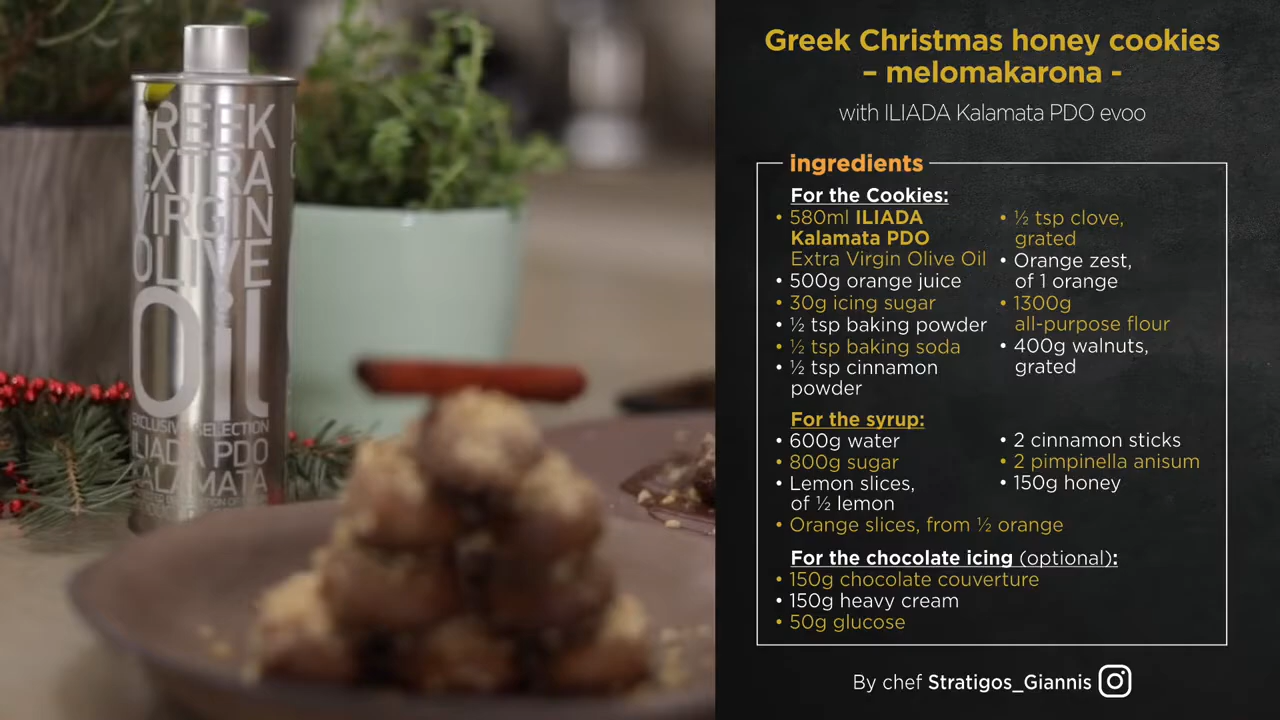 GREEK
EXTRA
VIRGIN
OLIVE
Oil
EXCLUSIVE SELECTION
ILIADA PDO
KALAMATA
Greek Christmas honey cookies
– melomakarona -
with ILIADA Kalamata PDO evoo
ingredients
For the Cookies:
• 580ml ILIADA
Kalamata PDO
Extra Virgin Olive Oil
• 500g orange juice
• 30g icing sugar
• ½ tsp baking powder
• ½ tsp baking soda
• ½ tsp cinnamon
powder
• ½ tsp clove,
grated
• Orange zest,
of 1 orange
• 1300g
all-purpose flour
• 400g walnuts,
grated
For the syrup:
• 600g water
• 800g sugar
• Lemon slices,
of ½ lemon
• Orange slices, from ½ orange
• 2 cinnamon sticks
• 2 pimpinella anisum
• 150g honey
For the chocolate icing (optional):
• 150g chocolate couverture
• 150g heavy cream
• 50g glucose
By chef Stratigos_Giannis